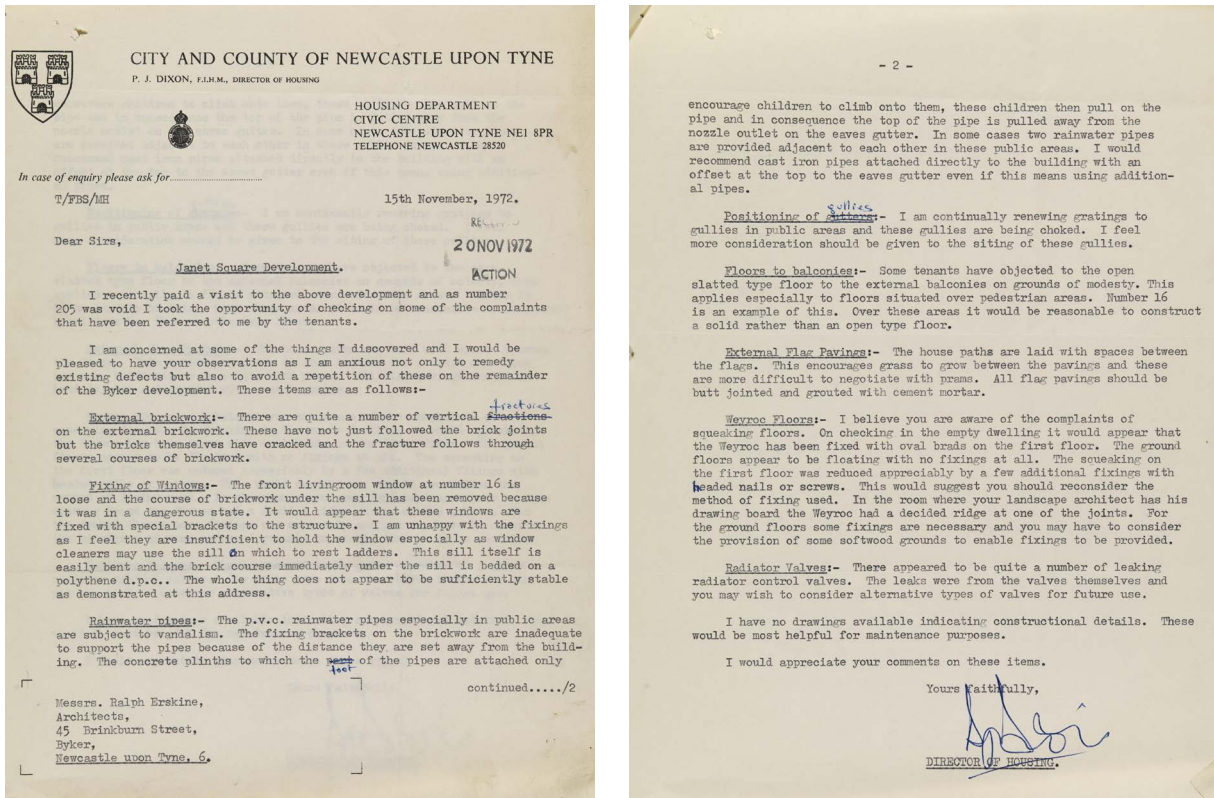 CITY AND COUNTY OF NEWCASTLE UPON TYNE
P. J. DIXON, F.I.H.M., DIRECTOR OF HOUSING
HOUSING DEPARTMENT
CIVIC CENTRE
NEWCASTLE UPON TYNE NE1 8PR
TELEPHONE NEWCASTLE 28520
In case of enquiry please ask for
T/FBS/MH 15th November, 1972.
Dear Sirs,
20 NOV 1972
ACTION
Janet Square Development.
I recently paid a visit to the above development and as number
205 was void I took the opportunity of checking on some of the complaints
that have been referred to me by the tenants.
I am concerned at some of the things I discovered and I would be
pleased to have your observations as I am anxious not only to remedy
existing defects but also to avoid a repetition of these on the remainder
of the Byker development. These items are as follows:-
fractures
External brickwork:- There are quite a number of vertical fractions
on the external brickwork. These have not just followed the brick joints
but the bricks themselves have cracked and the fracture follows through
several courses of brickwork.
Fixing of Windows:- The front livingroom window at number 16 is
loose and the course of brickwork under the sill has been removed because
it was in a dangerous state. It would appear that these windows are
fixed with special brackets to the structure. I am unhappy with the fixings
as I feel they are insufficient to hold the window especially as window
cleaners may use the sill on which to rest ladders. This sill itself is
easily bent and the brick course immediately under the sill is bedded on a
polythene d.p.c.. The whole thing does not appear to be sufficiently stable
as demonstrated at this address.
Rainwater pipes:- The p.v.c. rainwater pipes especially in public areas
are subject to vandalism. The fixing brackets on the brickwork are inadequate
to support the pipes because of the distance they are set away from the build-
ing. The concrete plinths to which the of the pipes are attached only
foot
continued...../2
Messrs. Ralph Erskine,
Architects,
45 Brinkburn Street,
Byker,
Newcastle upon Tyne, 6.
- 2 -
encourage children to climb onto them, these children then pull on the
pipe and in consequence the top of the pipe is pulled away from the
nozzle outlet on the eaves gutter. In some cases two rainwater pipes
are provided adjacent to each other in these public areas. I would
recommend cast iron pipes attached directly to the building with an
offset at the top to the eaves gutter even if this means using addition-
al pipes.
gullies
Positioning of gutters:- I am continually renewing gratings to
gullies in public areas and these gullies are being choked. I feel
more consideration should be given to the siting of these gullies.
Floors to balconies:- Some tenants have objected to the open
slatted type floor to the external balconies on grounds of modesty. This
applies especially to floors situated over pedestrian areas. Number 16
is an example of this. Over these areas it would be reasonable to construct
a solid rather than an open type floor.
External Flag Pavings:- The house paths are laid with spaces between
the flags. This encourages grass to grow between the pavings and these
are more difficult to negotiate with prams. All flag pavings should be
butt jointed and grouted with cement mortar.
Weyroc Floors:- I believe you are aware of the complaints of
squeaking floors. On checking in the empty dwelling it would appear that
the Weyroc has been fixed with oval brads on the first floor. The ground
floors appear to be floating with no fixings at all. The squeaking on
the first floor was reduced appreciably by a few additional fixings with
headed nails or screws. This would suggest you should reconsider the
method of fixing used. In the room where your landscape architect has his
drawing board the Weyroc had a decided ridge at one of the joints. For
the ground floors some fixings are necessary and you may have to consider
the provision of some softwood grounds to enable fixings to be provided.
Radiator Valves:- There appeared to be quite a number of leaking
radiator control valves. The leaks were from the valves themselves and
you may wish to consider alternative types of valves for future use.
I have no drawings available indicating constructional details. These
would be most helpful for maintenance purposes.
I would appreciate your comments on these items.
Yours faithfully,
DIRECTOR OF HOUSING.